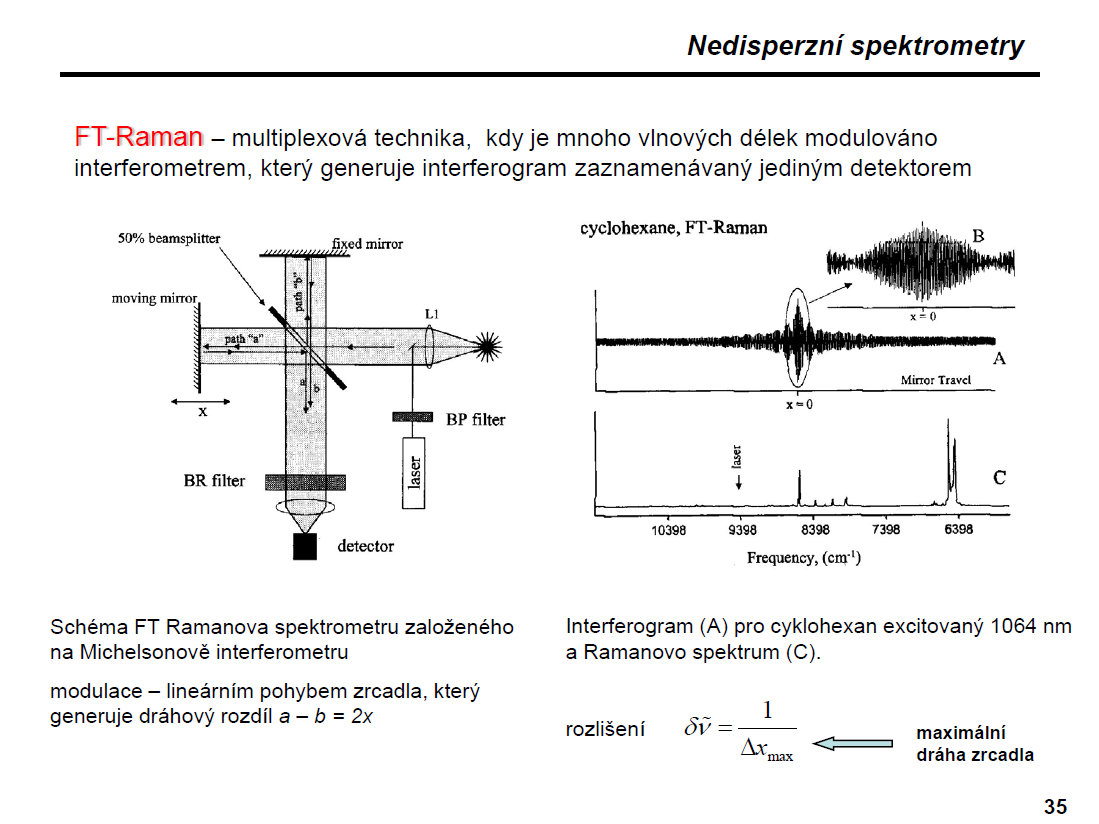 Nedisperzní spektrometry
FT-Raman – multiplexová technika, kdy je mnoho vlnových délek modulováno
interferometrem, který generuje interferogram zaznamenávaný jediným detektorem
50% beamsplitter
fixed mirror
moving mirror
path "b"
path "a"
L1
a
b
x
BP filter
BR filter
laser
detector
cyclohexane, FT-Raman
B
x = 0
A
Mirror Travel
x = 0
laser
C
10398 9398 8398 7398 6398
Frequency, (cm-1)
Schéma FT Ramanova spektrometru založeného
na Michelsonově interferometru
modulace – lineárním pohybem zrcadla, který
generuje dráhový rozdíl a – b = 2x
Interferogram (A) pro cyklohexan excitovaný 1064 nm
a Ramanovo spektrum (C).
rozlišení δν̃ = 1 / Δxmax
maximální
dráha zrcadla
35